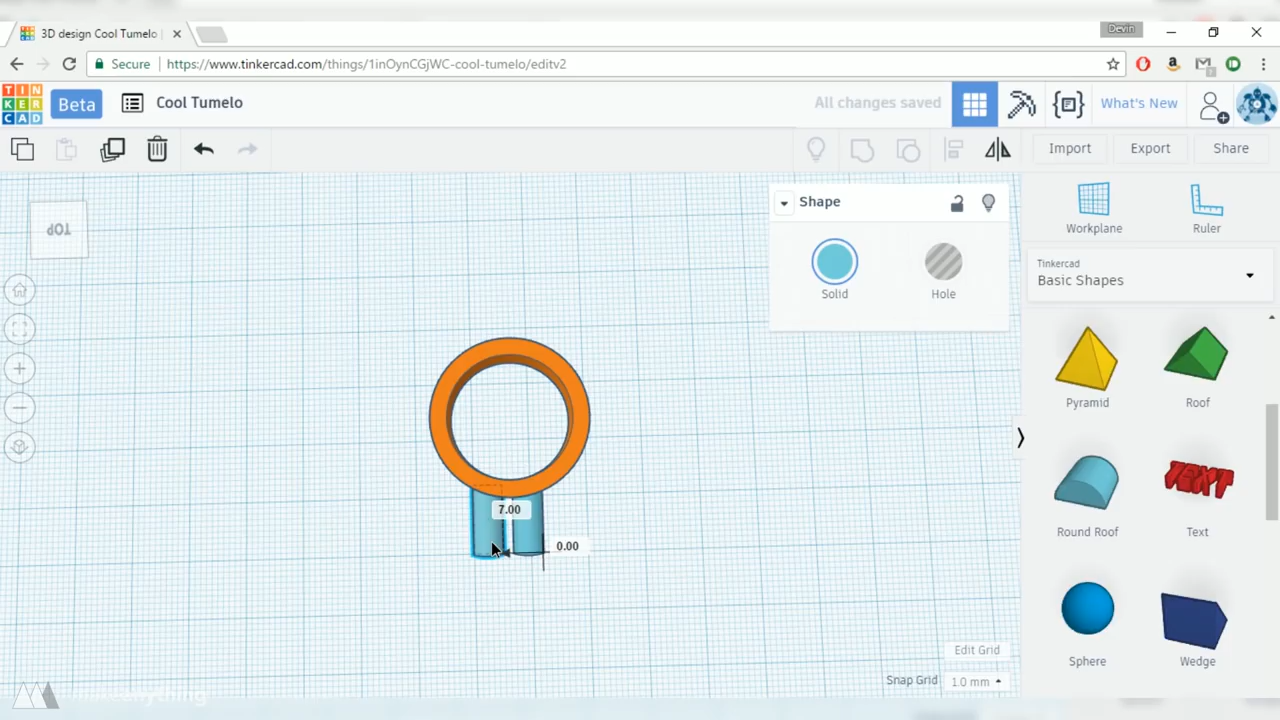 3D design Cool Tumelo
Devin
Secure
https://www.tinkercad.com/things/1inOynCGjWC-cool-tumelo/editv2
TIN
KER
CAD
Beta
Cool Tumelo
All changes saved
What's New
Import
Export
Share
TOP
Shape
Solid
Hole
Workplane
Ruler
Tinkercad
Basic Shapes
Pyramid
Roof
7.00
0.00
Round Roof
TEXT
Text
Sphere
Wedge
Edit Grid
Snap Grid
1.0 mm